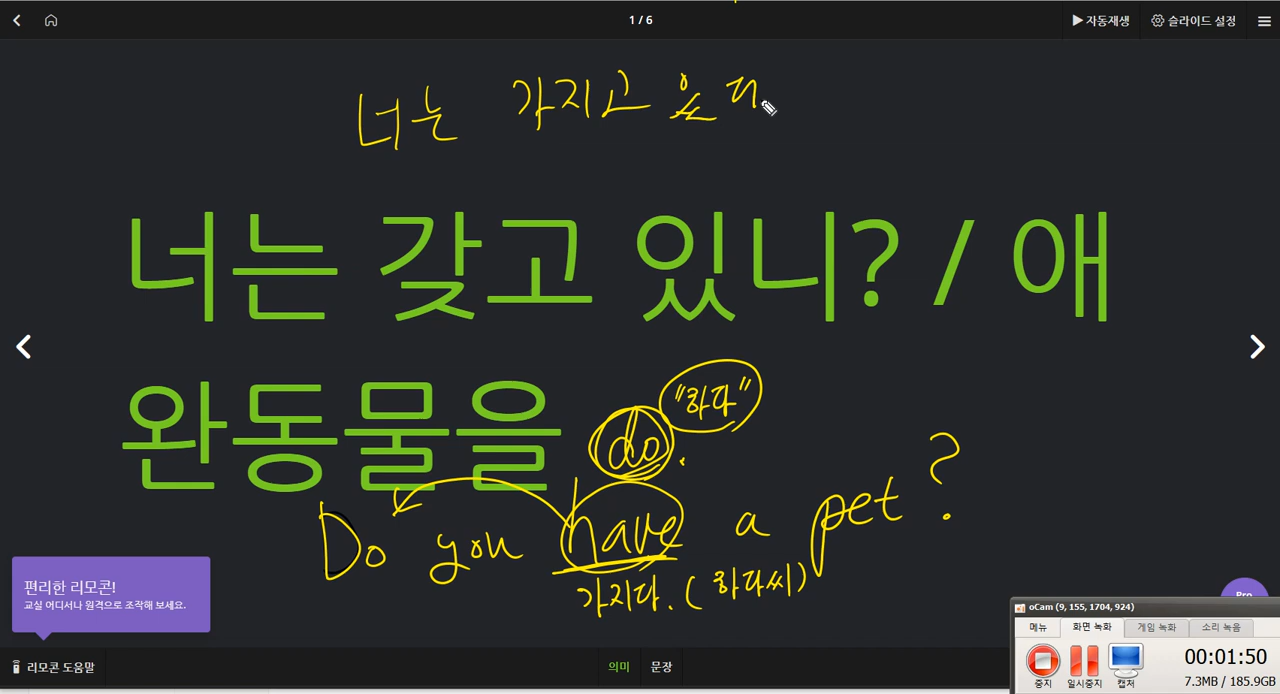 1 / 6
자동재생
슬라이드 설정
너는 가지고
너는 갖고 있니? / 애
완동물을
"하다"
do.
Do you have a pet?
가지다. (하다씨)
편리한 리모콘!
교실 어디서나 원격으로 조작해 보세요.
Pro
리모콘 도움말
의미
문장
oCam (9, 155, 1704, 924)
메뉴
화면 녹화
게임 녹화
소리 녹음
중지
일시중지
캡처
00:01:50
7.3MB / 185.9GB